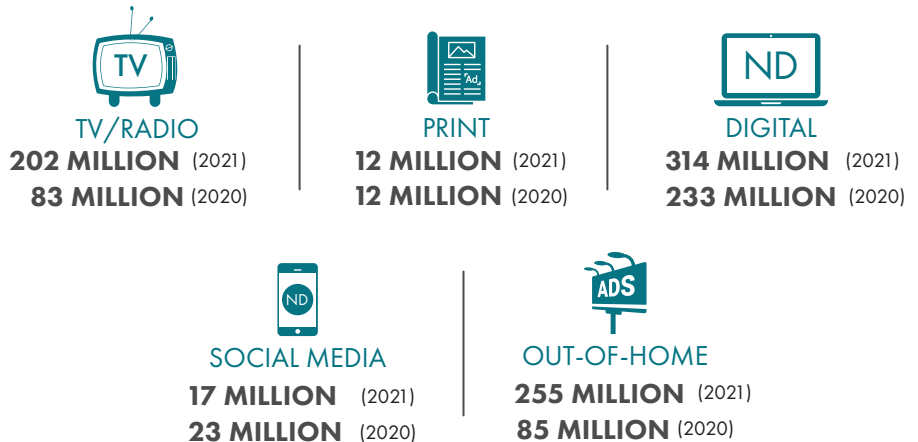 TV
TV/RADIO
202 MILLION (2021)
83 MILLION (2020)
Ad
PRINT
12 MILLION (2021)
12 MILLION (2020)
ND
DIGITAL
314 MILLION (2021)
233 MILLION (2020)
ND
SOCIAL MEDIA
17 MILLION (2021)
23 MILLION (2020)
ADS
OUT-OF-HOME
255 MILLION (2021)
85 MILLION (2020)